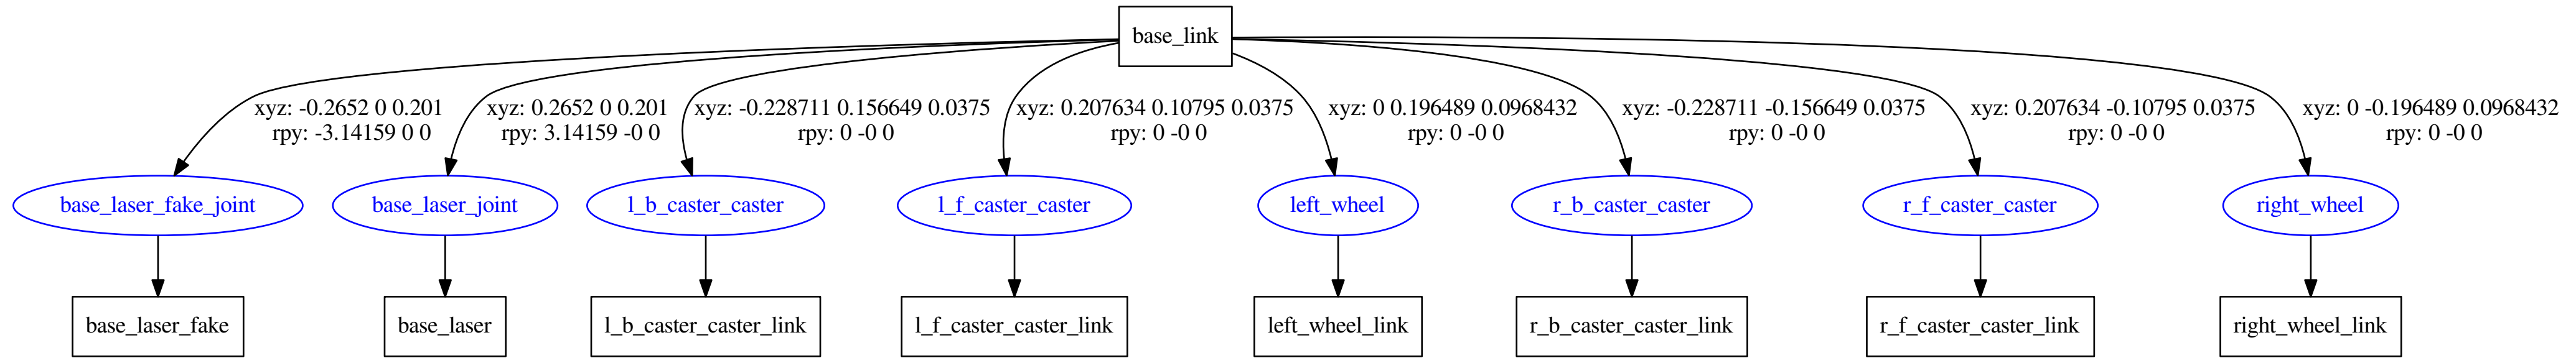 base_link
xyz: -0.2652 0 0.201
rpy: -3.14159 0 0
xyz: 0.2652 0 0.201
rpy: 3.14159 -0 0
xyz: -0.228711 0.156649 0.0375
rpy: 0 -0 0
xyz: 0.207634 0.10795 0.0375
rpy: 0 -0 0
xyz: 0 0.196489 0.0968432
rpy: 0 -0 0
xyz: -0.228711 -0.156649 0.0375
rpy: 0 -0 0
xyz: 0.207634 -0.10795 0.0375
rpy: 0 -0 0
xyz: 0 -0.196489 0.0968432
rpy: 0 -0 0
base_laser_fake_joint
base_laser_joint
l_b_caster_caster
l_f_caster_caster
left_wheel
r_b_caster_caster
r_f_caster_caster
right_wheel
base_laser_fake
base_laser
l_b_caster_caster_link
l_f_caster_caster_link
left_wheel_link
r_b_caster_caster_link
r_f_caster_caster_link
right_wheel_link